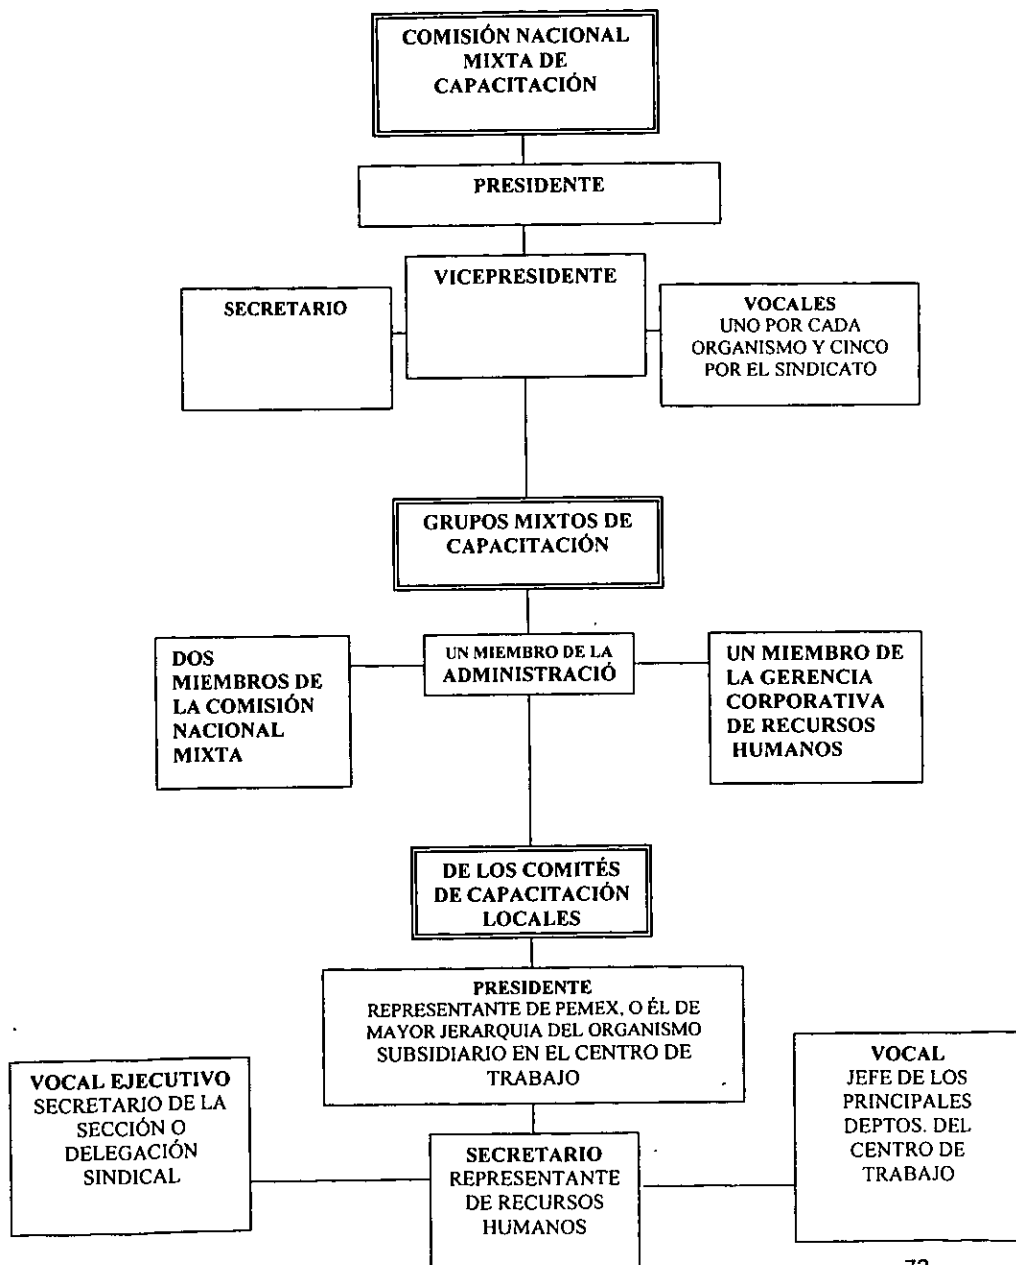 COMISIÓN NACIONAL
MIXTA DE
CAPACITACIÓN
PRESIDENTE
VICEPRESIDENTE
SECRETARIO
VOCALES
UNO POR CADA
ORGANISMO Y CINCO
POR EL SINDICATO
GRUPOS MIXTOS DE
CAPACITACIÓN
DOS
MIEMBROS DE
LA COMISIÓN
NACIONAL
MIXTA
UN MIEMBRO DE LA
ADMINISTRACIÓ
UN MIEMBRO DE
LA GERENCIA
CORPORATIVA
DE RECURSOS
HUMANOS
DE LOS COMITÉS
DE CAPACITACIÓN
LOCALES
PRESIDENTE
REPRESENTANTE DE PEMEX, O ÉL DE
MAYOR JERARQUIA DEL ORGANISMO
SUBSIDIARIO EN EL CENTRO DE
TRABAJO
VOCAL EJECUTIVO
SECRETARIO DE LA
SECCIÓN O
DELEGACIÓN
SINDICAL
SECRETARIO
REPRESENTANTE
DE RECURSOS
HUMANOS
VOCAL
JEFE DE LOS
PRINCIPALES
DEPTOS. DEL
CENTRO DE
TRABAJO